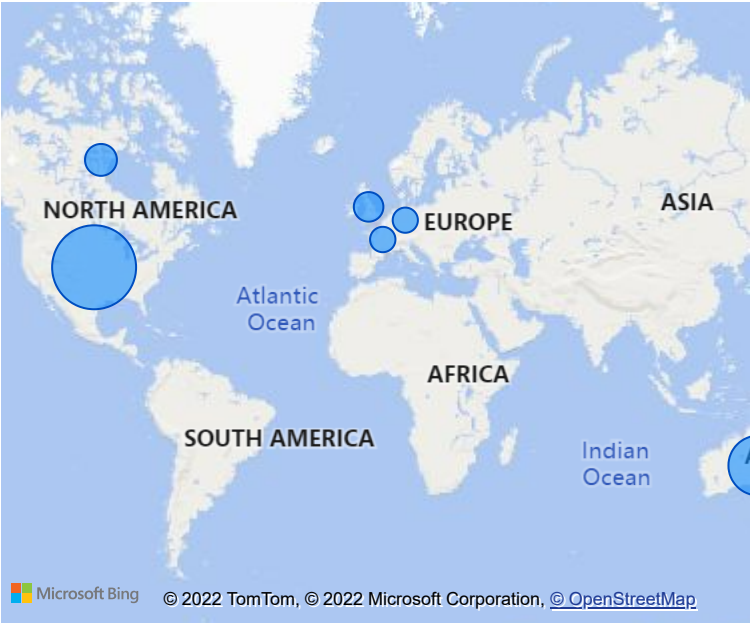 NORTH AMERICA
EUROPE
ASIA
Atlantic
Ocean
AFRICA
SOUTH AMERICA
Indian
Ocean
Microsoft Bing
© 2022 TomTom, © 2022 Microsoft Corporation, © OpenStreetMap